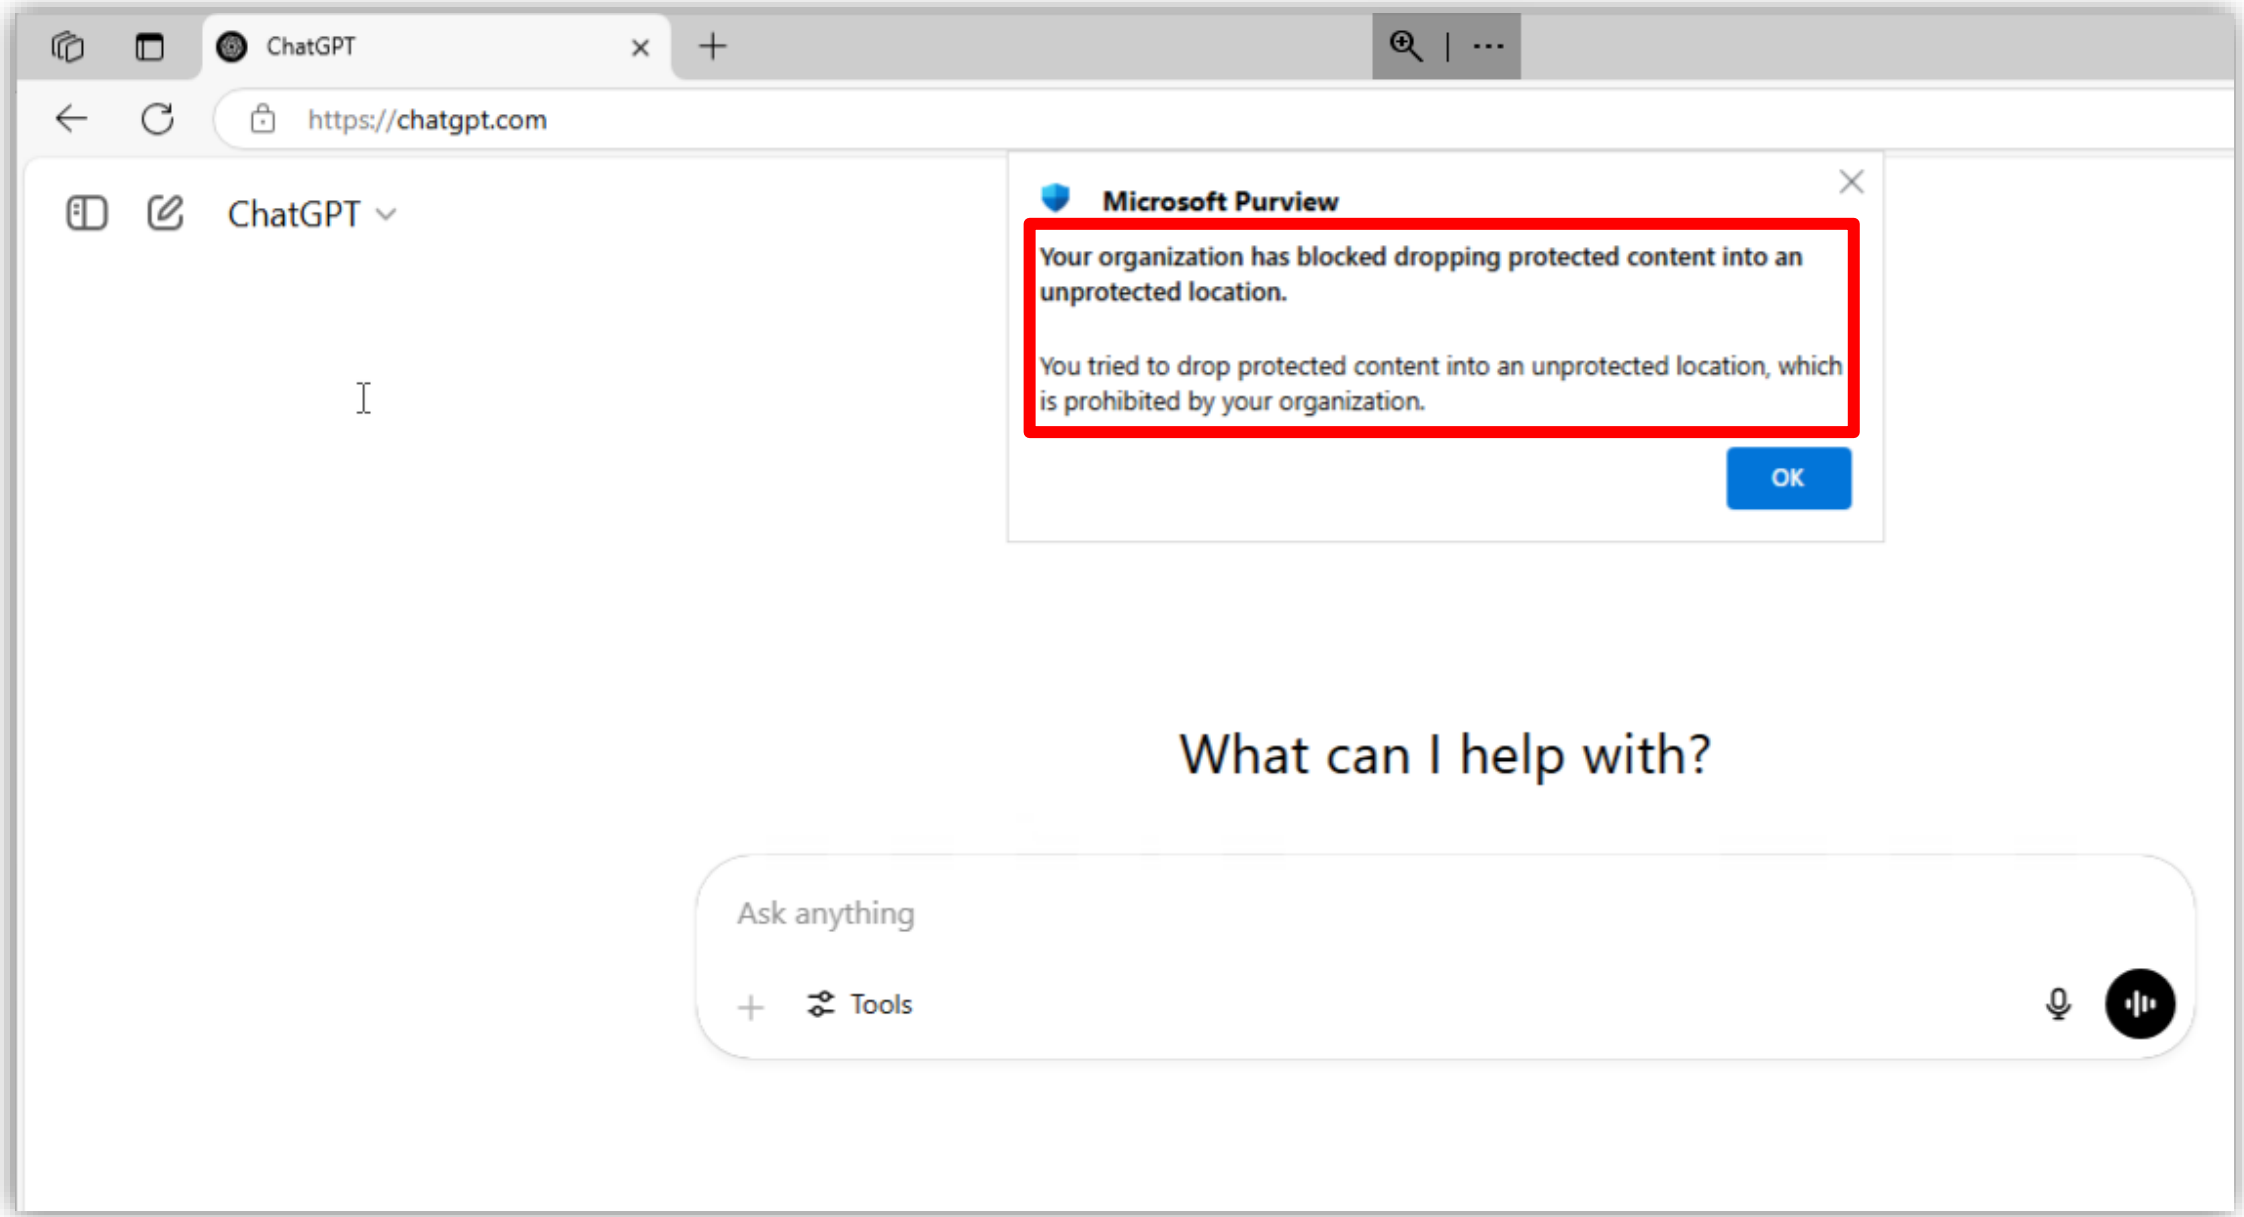 ChatGPT
https://chatgpt.com
ChatGPT
Microsoft Purview
Your organization has blocked dropping protected content into an
unprotected location.
You tried to drop protected content into an unprotected location, which
is prohibited by your organization.
OK
What can I help with?
Ask anything
Tools